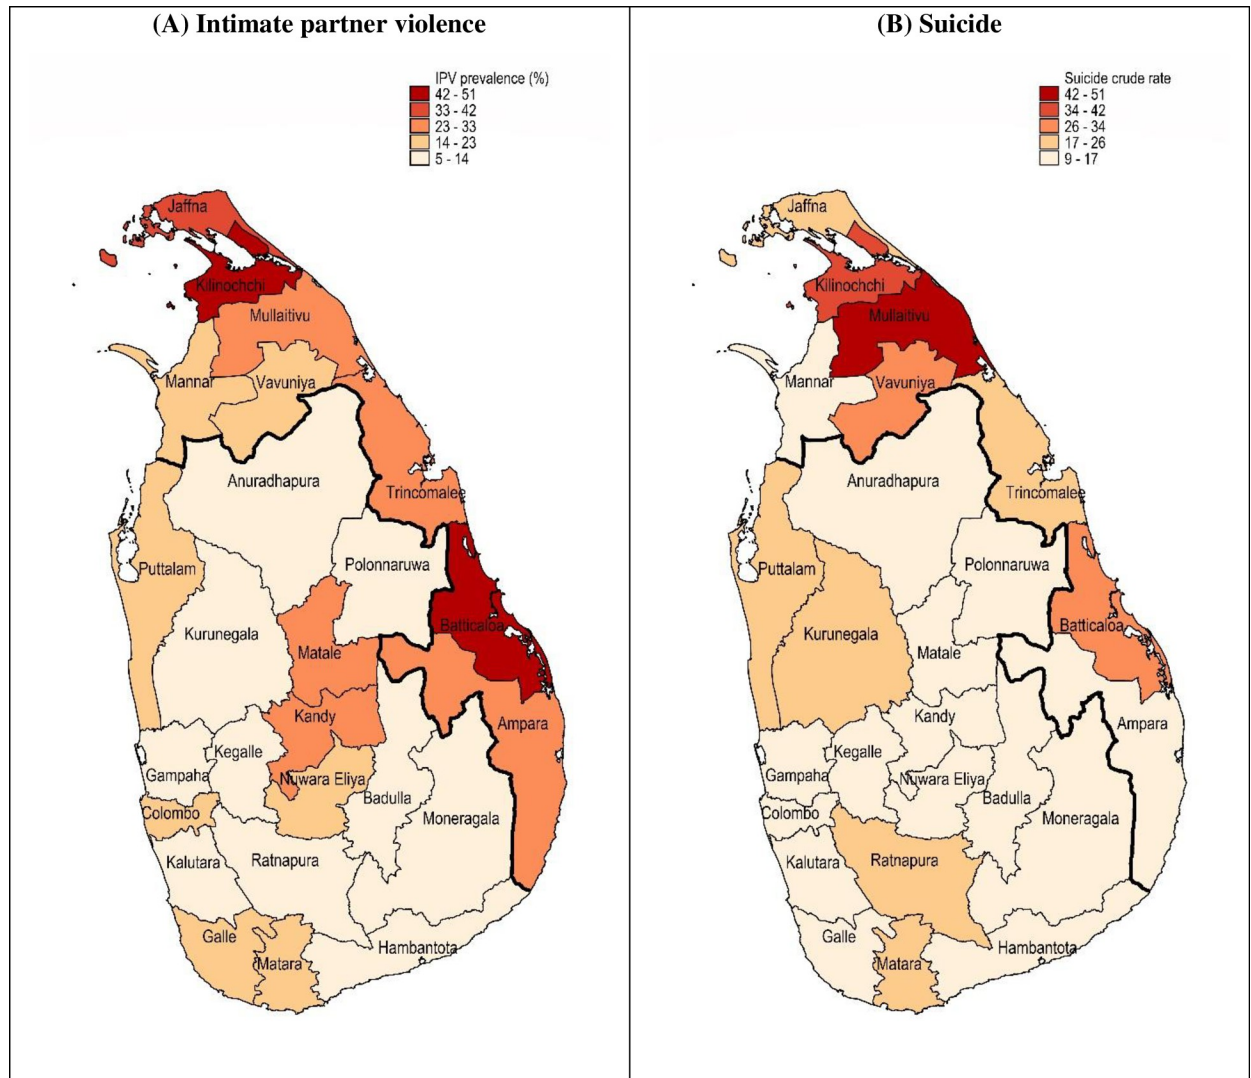 (A) Intimate partner violence
IPV prevalence (%)
42 - 51
33 - 42
23 - 33
14 - 23
5 - 14
Jaffna
Kilinochchi
Mullaitivu
Mannar
Vavuniya
Anuradhapura
Trincomalee
Puttalam
Polonnaruwa
Kurunegala
Batticaloa
Matale
Kandy
Ampara
Kegalle
Gampaha
Nuwara Eliya
Badulla
Colombo
Moneragala
Kalutara
Ratnapura
Galle
Hambantota
Matara
(B) Suicide
Suicide crude rate
42 - 51
34 - 42
26 - 34
17 - 26
9 - 17
Jaffna
Kilinochchi
Mullaitivu
Mannar
Vavuniya
Anuradhapura
Trincomalee
Puttalam
Polonnaruwa
Kurunegala
Batticaloa
Matale
Kandy
Ampara
Kegalle
Gampaha
Nuwara Eliya
Badulla
Colombo
Moneragala
Kalutara
Ratnapura
Galle
Hambantota
Matara